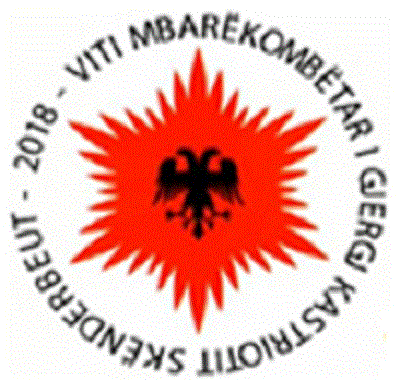 2018 - VITI MBARËKOMBËTAR I GJERGJ KASTRIOTIT SKËNDERBEUT -